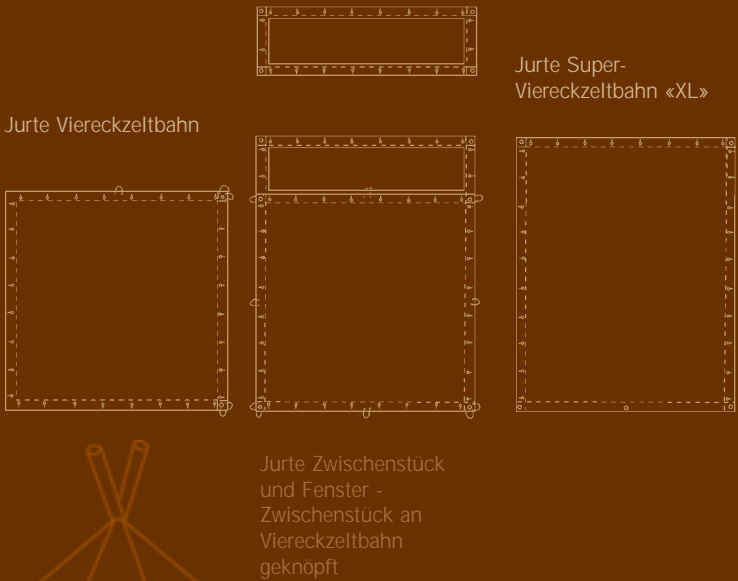 Jurte Super-
Viereckzeltbahn «XL»
Jurte Viereckzeltbahn
Jurte Zwischenstück
und Fenster -
Zwischenstück an
Viereckzeltbahn
geknöpft